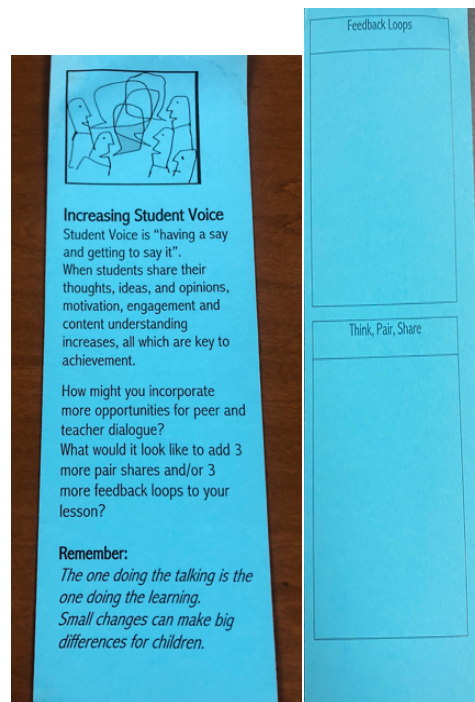 Increasing Student Voice
Student Voice is “having a say
and getting to say it”.
When students share their
thoughts, ideas, and opinions,
motivation, engagement and
content understanding
increases, all which are key to
achievement.
How might you incorporate
more opportunities for peer and
teacher dialogue?
What would it look like to add 3
more pair shares and/or 3
more feedback loops to your
lesson?
Remember:
The one doing the talking is the
one doing the learning.
Small changes can make big
differences for children.
Feedback Loops
Think, Pair, Share